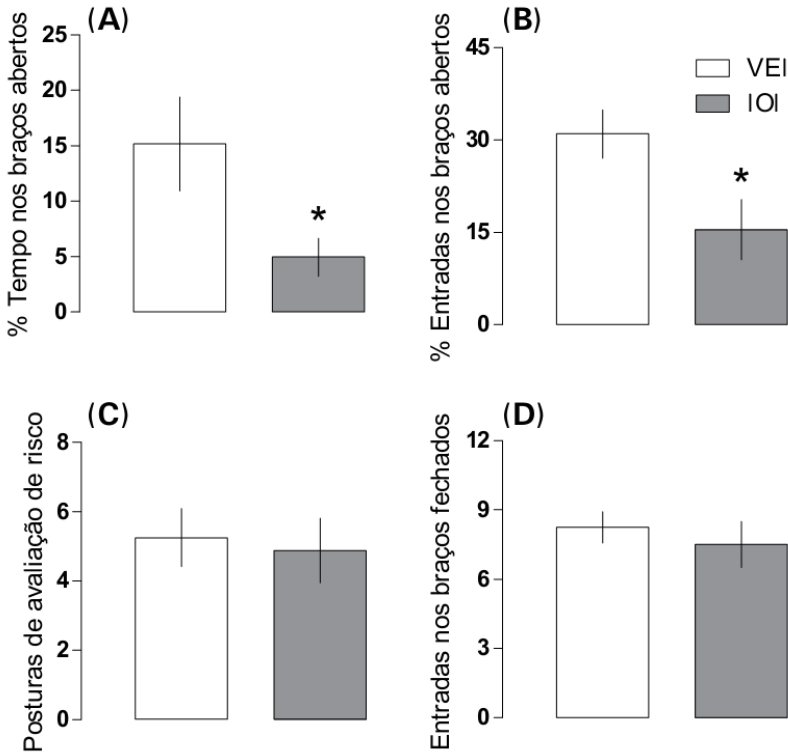 (A)
% Tempo nos braços abertos
25
20
15
10
5
0
*
(B)
% Entradas nos braços abertos
45
30
15
0
*
VEI
IOI
(C)
Posturas de avaliação de risco
8
6
4
2
0
(D)
Entradas nos braços fechados
12
9
6
3
0